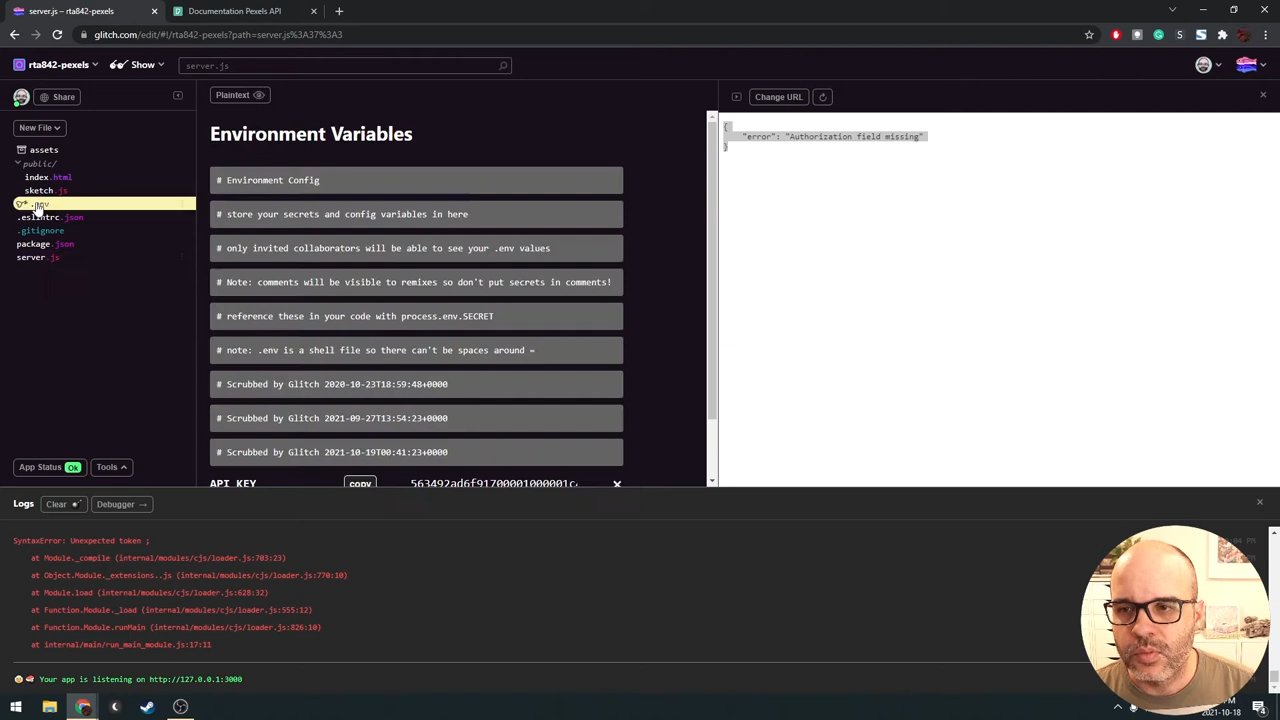 server.js – rta842-pexels
Documentation Pexels API
glitch.com/edit/#!/rta842-pexels?path=server.js%3A37%3A3
rta842-pexels
Show
server.js
Share
Plaintext
Change URL
Environment Variables
New File
assets
public/
index.html
sketch.js
.eslintrc.json
.gitignore
package.json
server.js
# Environment Config
# store your secrets and config variables in here
# only invited collaborators will be able to see your .env values
# Note: comments will be visible to remixes so don't put secrets in comments!
# reference these in your code with process.env.SECRET
# note: .env is a shell file so there can't be spaces around =
# Scrubbed by Glitch 2020-10-23T18:59:48+0000
# Scrubbed by Glitch 2021-09-27T13:54:23+0000
# Scrubbed by Glitch 2021-10-19T00:41:23+0000
API_KEY
copy
563492ad6f91700001000001c
{
"error": "Authorization field missing"
}
App Status Ok
Tools
Logs
Clear
Debugger →
SyntaxError: Unexpected token ;
at Module._compile (internal/modules/cjs/loader.js:703:23)
at Object.Module._extensions..js (internal/modules/cjs/loader.js:770:10)
at Module.load (internal/modules/cjs/loader.js:628:32)
at Function.Module._load (internal/modules/cjs/loader.js:555:12)
at Function.Module.runMain (internal/modules/cjs/loader.js:826:10)
at internal/main/run_main_module.js:17:11
Your app is listening on http://127.0.0.1:3000
2021-10-18